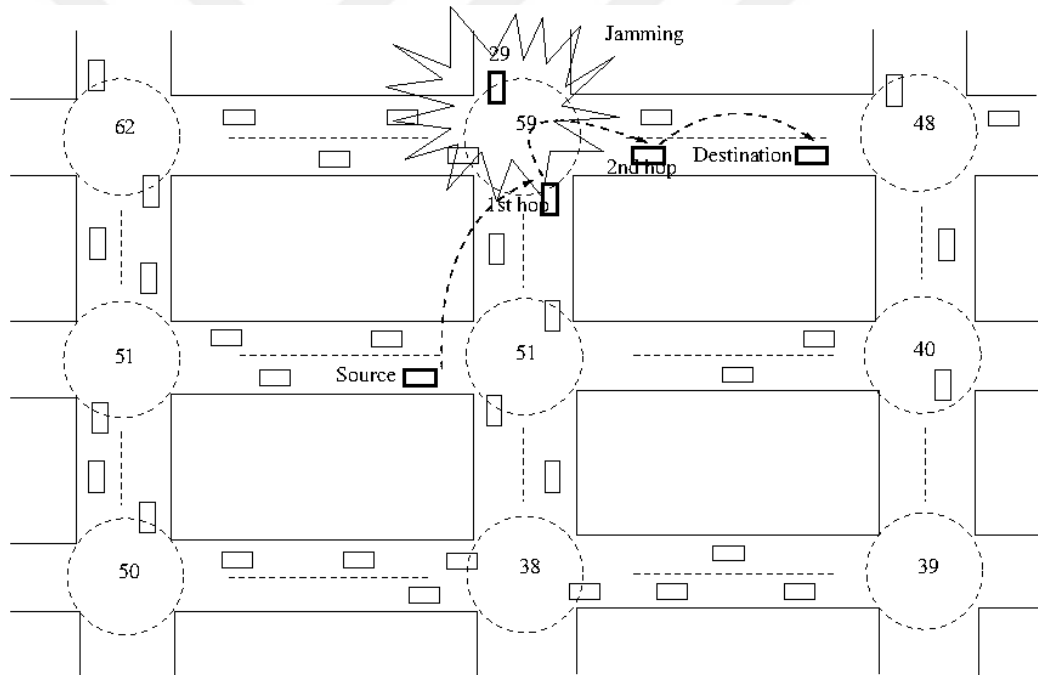 Jamming
29
62
59
48
Destination
2nd hop
1st hop
51
51
40
Source
50
38
39